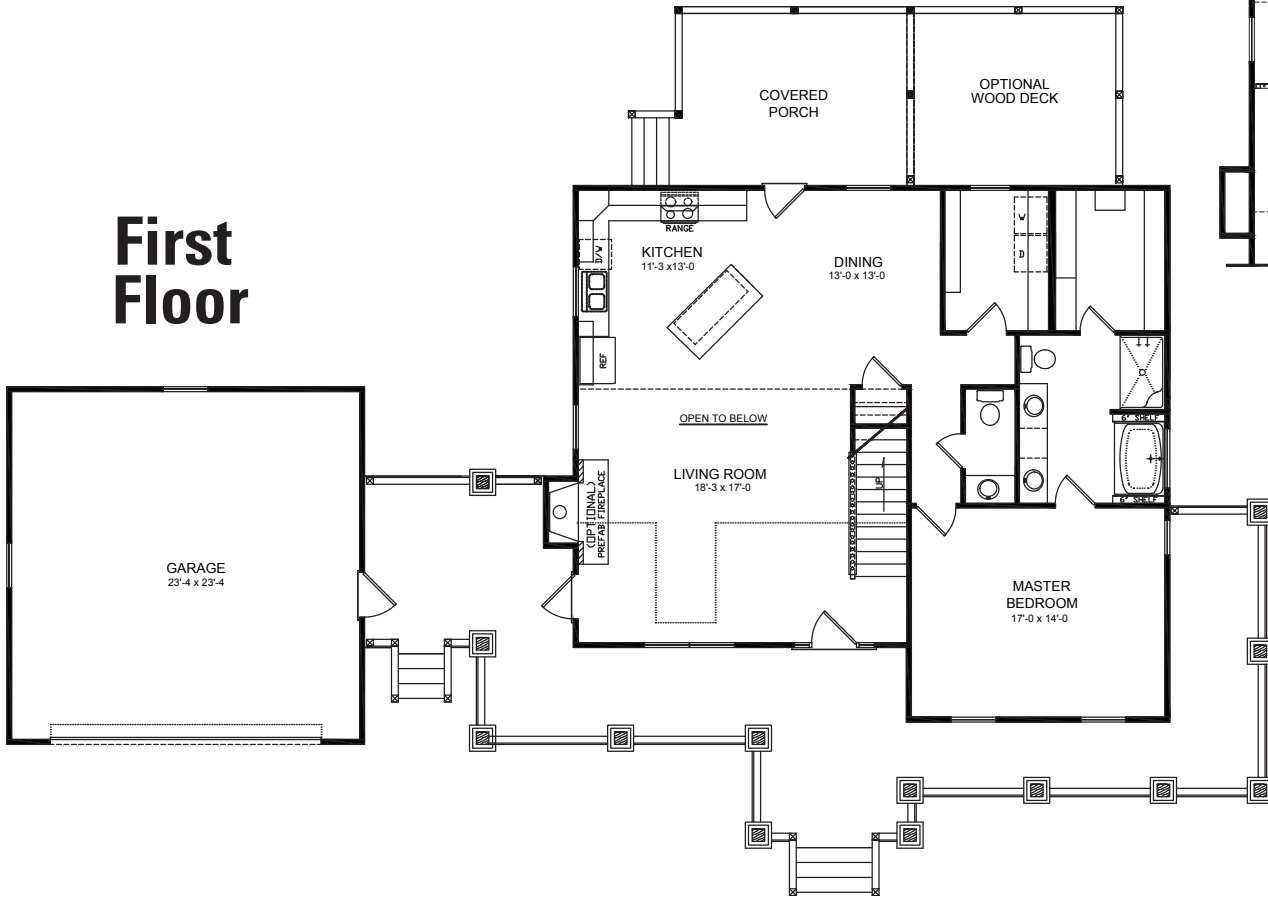 First
Floor
COVERED
PORCH
OPTIONAL
WOOD DECK
RANGE
KITCHEN
11'-3 x13'-0
D/W
DINING
13'-0 x 13'-0
W
D
REF
OPEN TO BELOW
LIVING ROOM
18'-3 x 17'-0
(OPTIONAL)
PREFAB FIREPLACE
UP
6" SHELF
6" SHELF
GARAGE
23'-4 x 23'-4
MASTER
BEDROOM
17'-0 x 14'-0